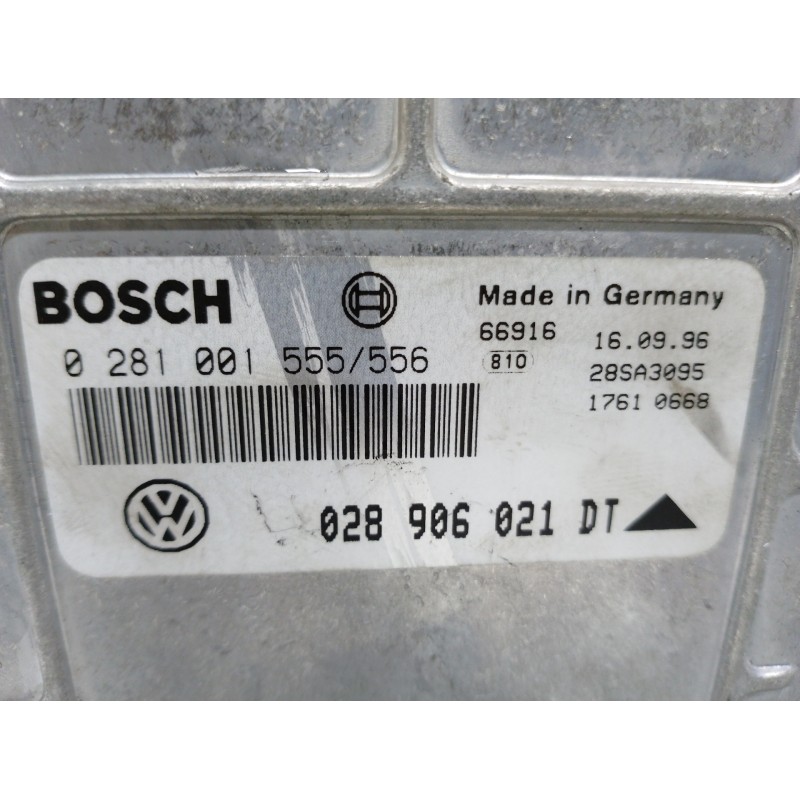 BOSCH
Made in Germany
0 281 001 555/556
66916
810
16.09.96
28SA3095
1761 0668
VW
028 906 021 DT